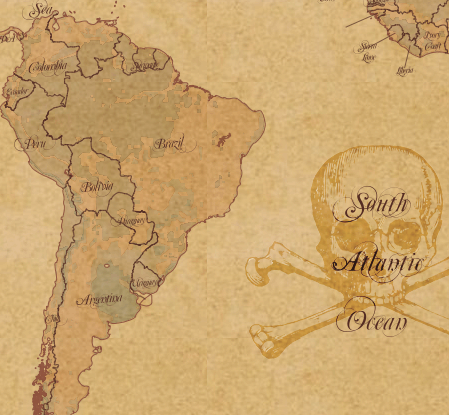 Sea
Colombia
Ecuador
Peru
Brazil
Bolivia
Paraguay
Uruguay
Argentina
Sierra
Leone
Liberia
Ivory
Coast
South
Atlantic
Ocean